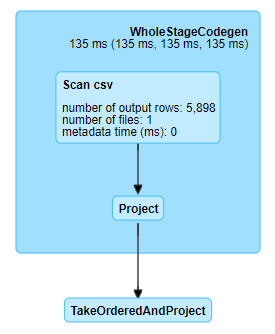 WholeStageCodegen
135 ms (135 ms, 135 ms, 135 ms)
Scan csv
number of output rows: 5,898
number of files: 1
metadata time (ms): 0
Project
TakeOrderedAndProject